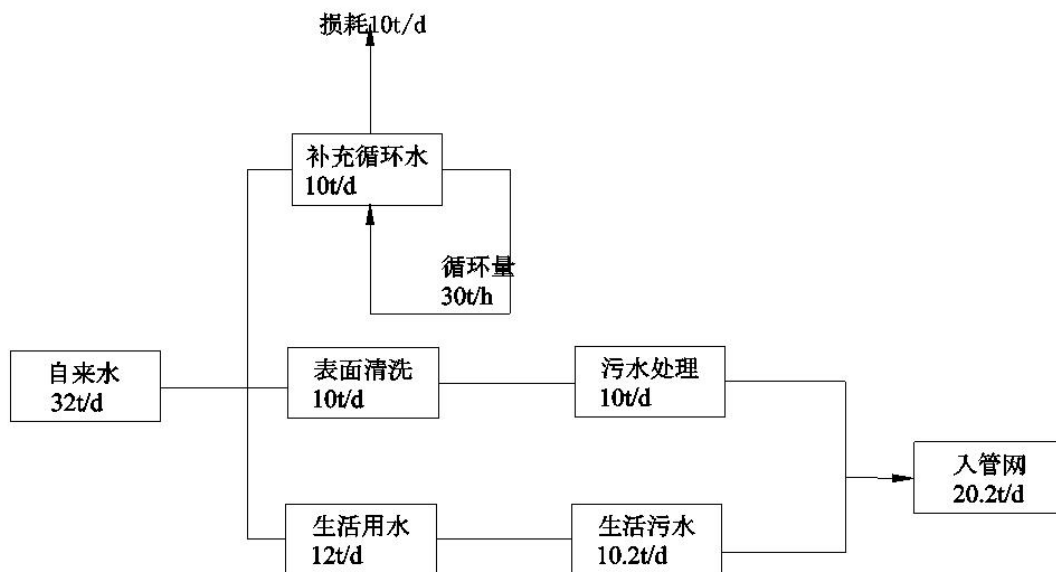 损耗10t/d
补充循环水
10t/d
循环量
30t/h
自来水
32t/d
表面清洗
10t/d
污水处理
10t/d
入管网
20.2t/d
生活用水
12t/d
生活污水
10.2t/d